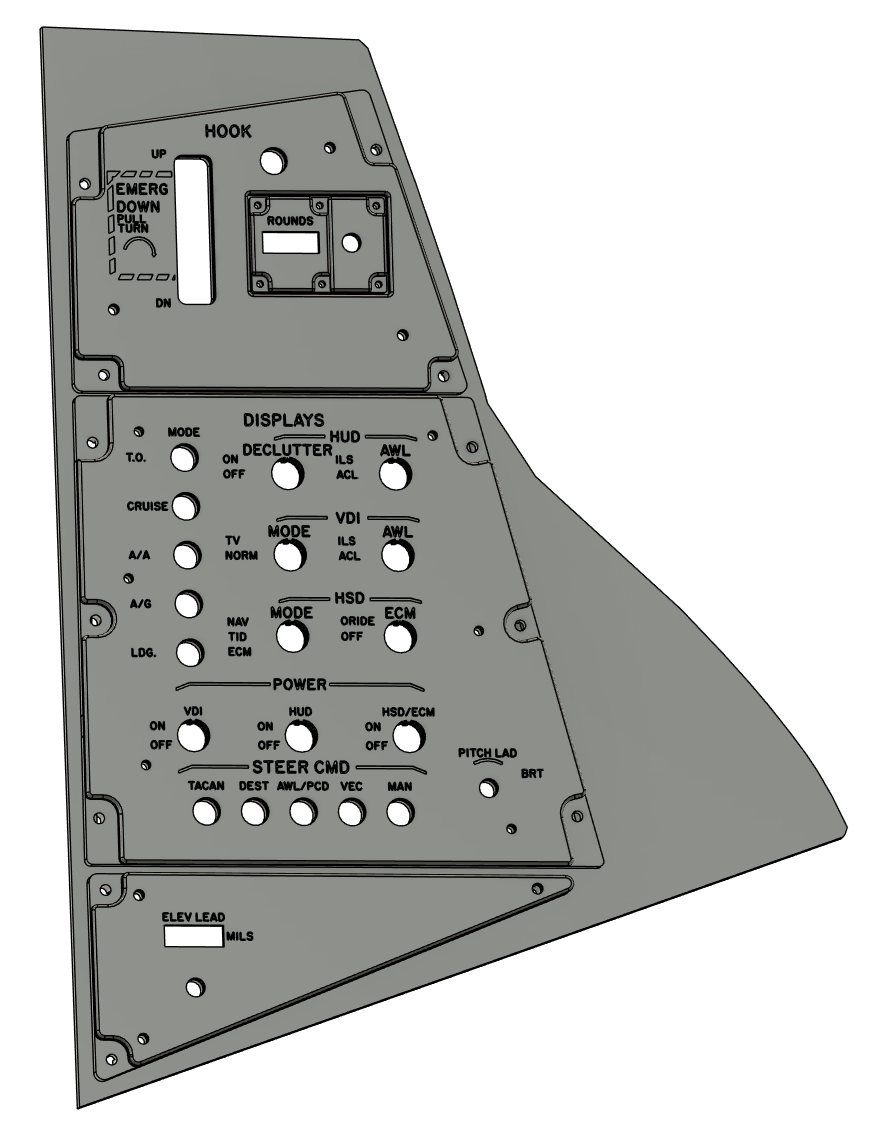 HOOK
UP
EMERG
DOWN
PULL
TURN
ROUNDS
DN
DISPLAYS
MODE
HUD
T.O.
ON
OFF
DECLUTTER
ILS
ACL
AWL
CRUISE
VDI
A/A
TV
NORM
MODE
ILS
ACL
AWL
HSD
A/G
NAV
TID
ECM
MODE
ORIDE
OFF
ECM
LDG.
POWER
VDI
ON
OFF
HUD
ON
OFF
HSD/ECM
ON
OFF
PITCH LAD
BRT
STEER CMD
TACAN DEST AWL/PCD VEC MAN
ELEV LEAD
MILS